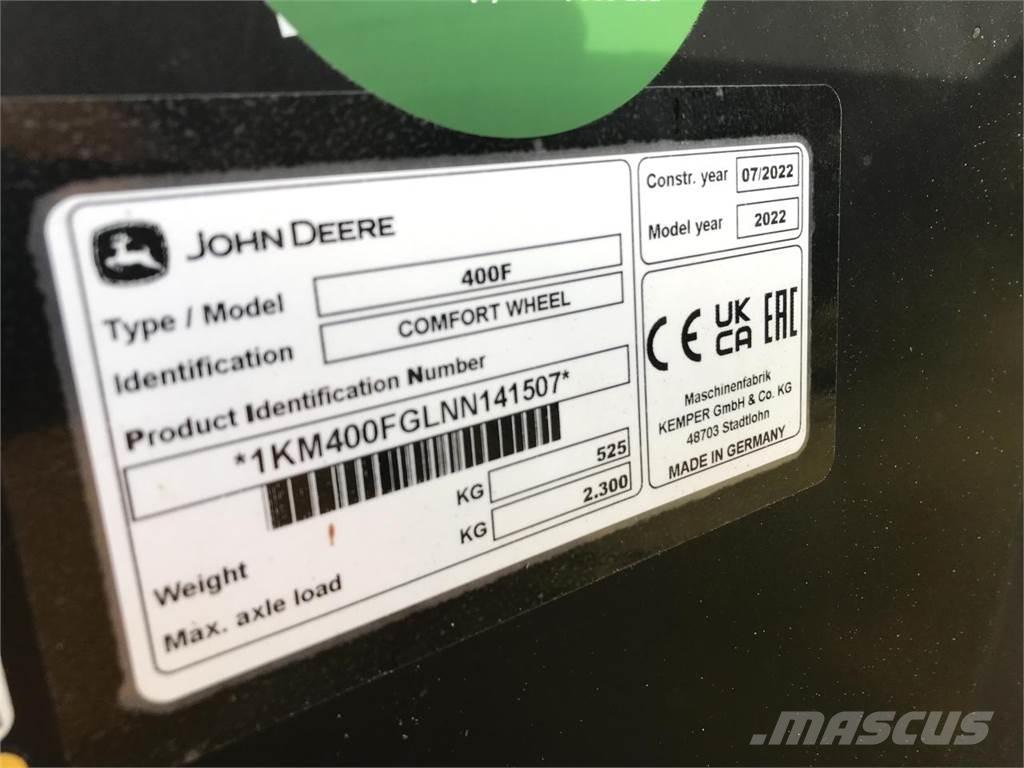 JOHN DEERE
Type / Model 400F
Identification COMFORT WHEEL
Product Identification Number
*1KM400FGLNN141507*
Weight KG 525
Max. axle load KG 2.300
Constr. year 07/2022
Model year 2022
CE UK CA EAC
Maschinenfabrik
KEMPER GmbH & Co. KG
48703 Stadtlohn
MADE IN GERMANY
MASCUS